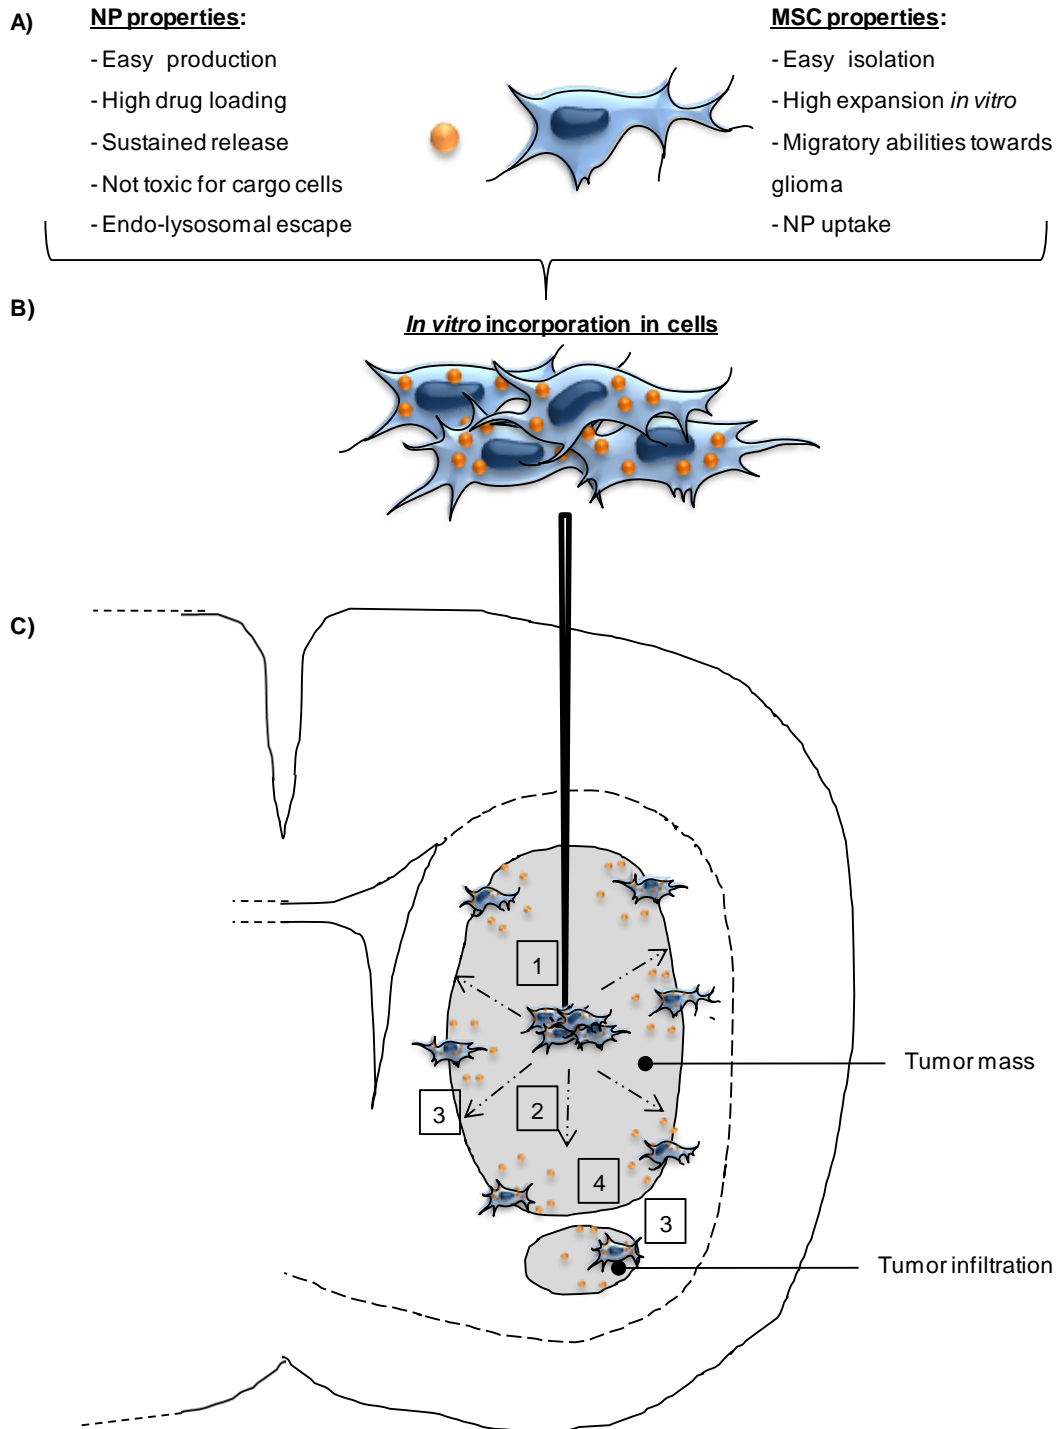 A)
NP properties:
- Easy production
- High drug loading
- Sustained release
- Not toxic for cargo cells
- Endo-lysosomal escape
MSC properties:
- Easy isolation
- High expansion in vitro
- Migratory abilities towards
glioma
- NP uptake
B)
In vitro incorporation in cells
C)
1
Tumor mass
3
2
4
3
Tumor infiltration